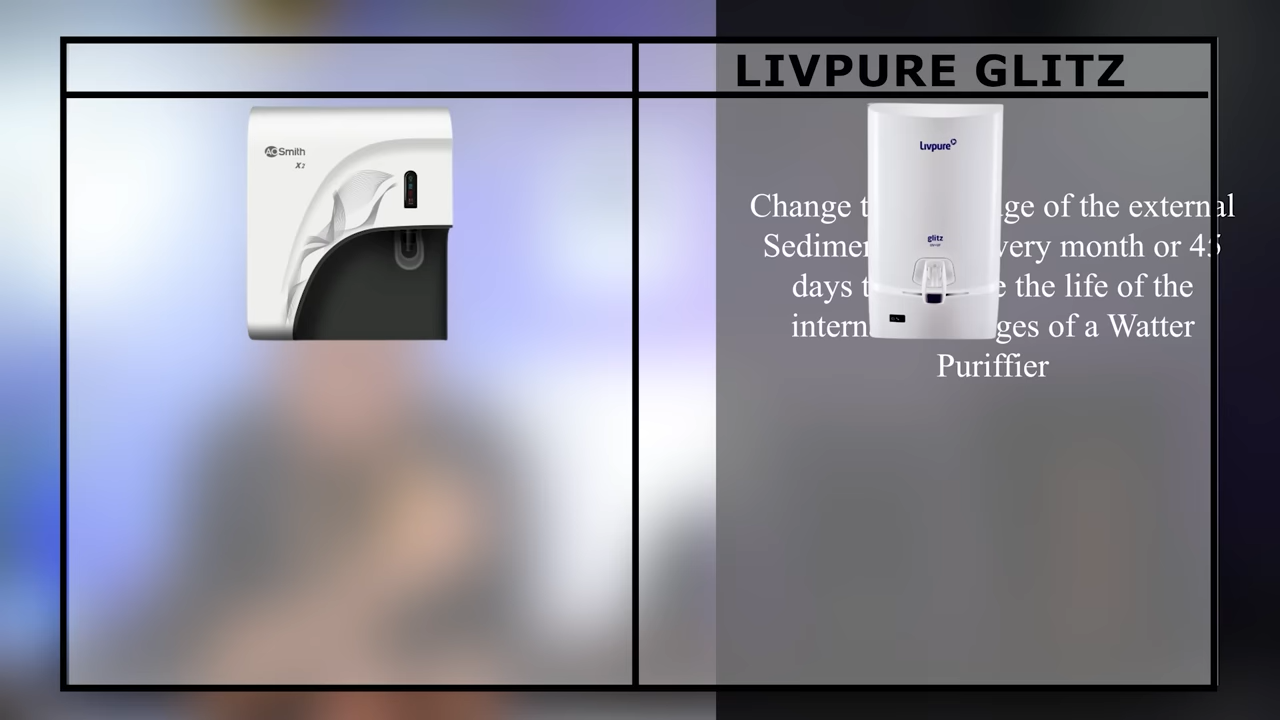 LIVPURE GLITZ
AO Smith
X2
Livpure
glitz
Change t ge of the external
Sedimen very month or 45
days t e the life of the
intern ges of a Watter
Puriffier